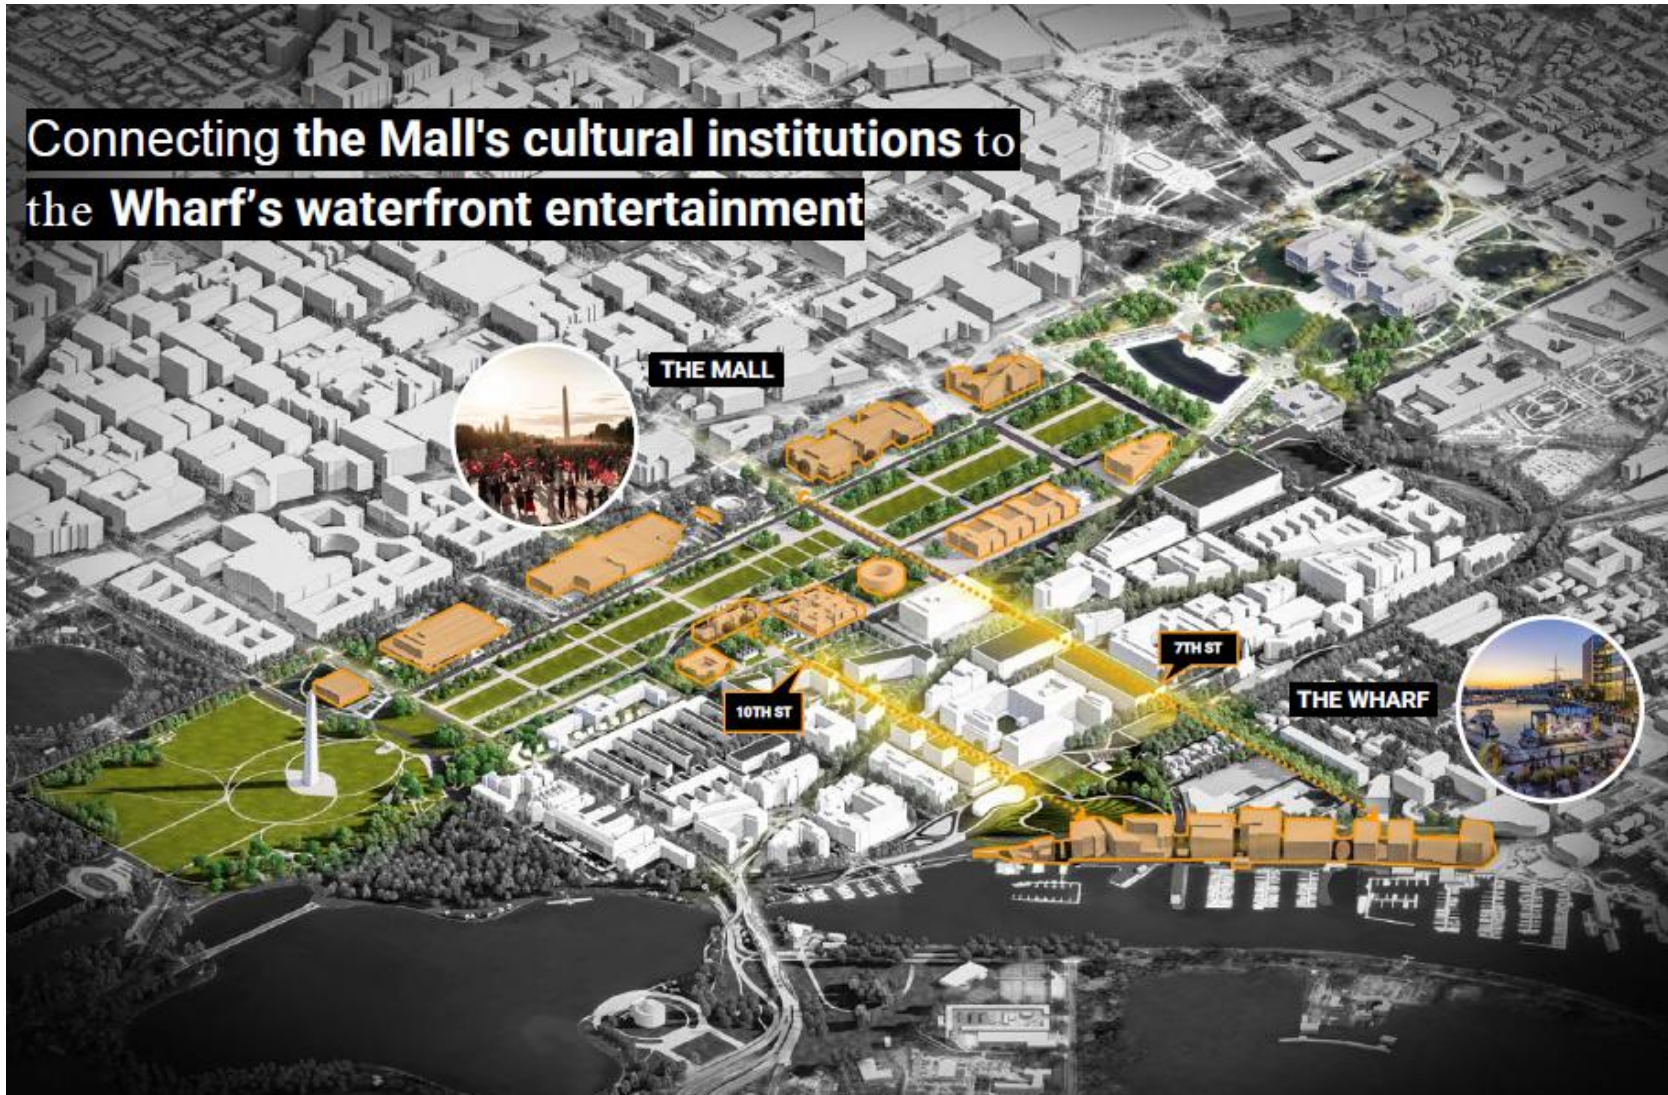 Connecting the Mall's cultural institutions to
the Wharf’s waterfront entertainment
THE MALL
7TH ST
THE WHARF
10TH ST